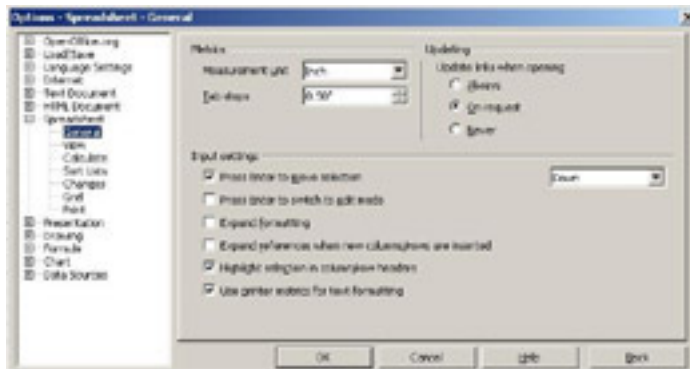 Options - Spreadsheet - General
OpenOffice.org
Load/Save
Language Settings
Internet
Text Document
HTML Document
Spreadsheet
General
View
Calculate
Sort Lists
Changes
Grid
Print
Presentation
Drawing
Formula
Chart
Data Sources
Metrics
Measurement unit
Inch
Tab stops
0.50"
Updating
Update links when opening
Always
On request
Never
Input settings
Press Enter to move selection
Down
Press Enter to switch to edit mode
Expand formatting
Expand references when new columns/rows are inserted
Highlight selection in column/row headers
Use printer metrics for text formatting
OK
Cancel
Help
Back